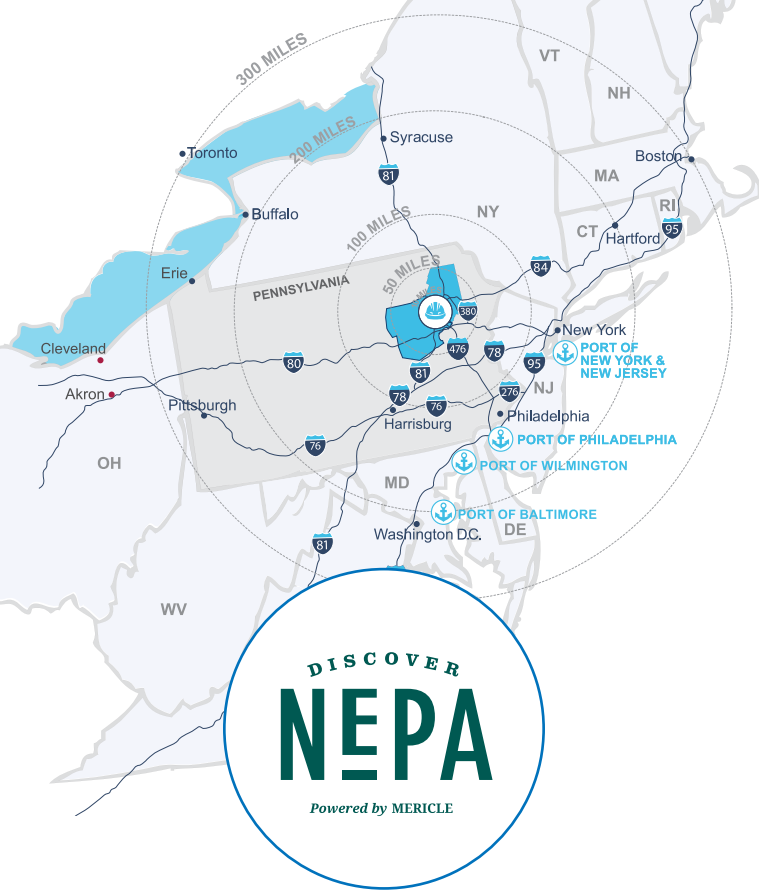 300 MILES
VT
NH
200 MILES
Toronto
Syracuse
Boston
81
MA
RI
NY
100 MILES
Buffalo
CT
95
Hartford
84
50 MILES
Erie
PENNSYLVANIA
380
New York
Cleveland
476
78
PORT OF
NEW YORK &
NEW JERSEY
80
95
81
Akron
NJ
276
78
76
Pittsburgh
Harrisburg
Philadelphia
76
PORT OF PHILADELPHIA
OH
PORT OF WILMINGTON
MD
PORT OF BALTIMORE
DE
Washington D.C.
81
WV
DISCOVER
NEPA
Powered by MERICLE